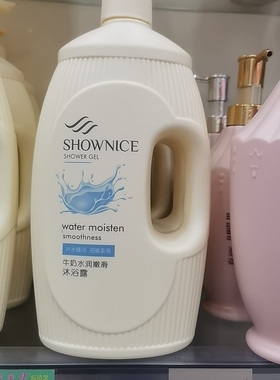 SHOWNICE
SHOWER GEL
water moisten
smoothness
牛奶水润嫩滑
沐浴露